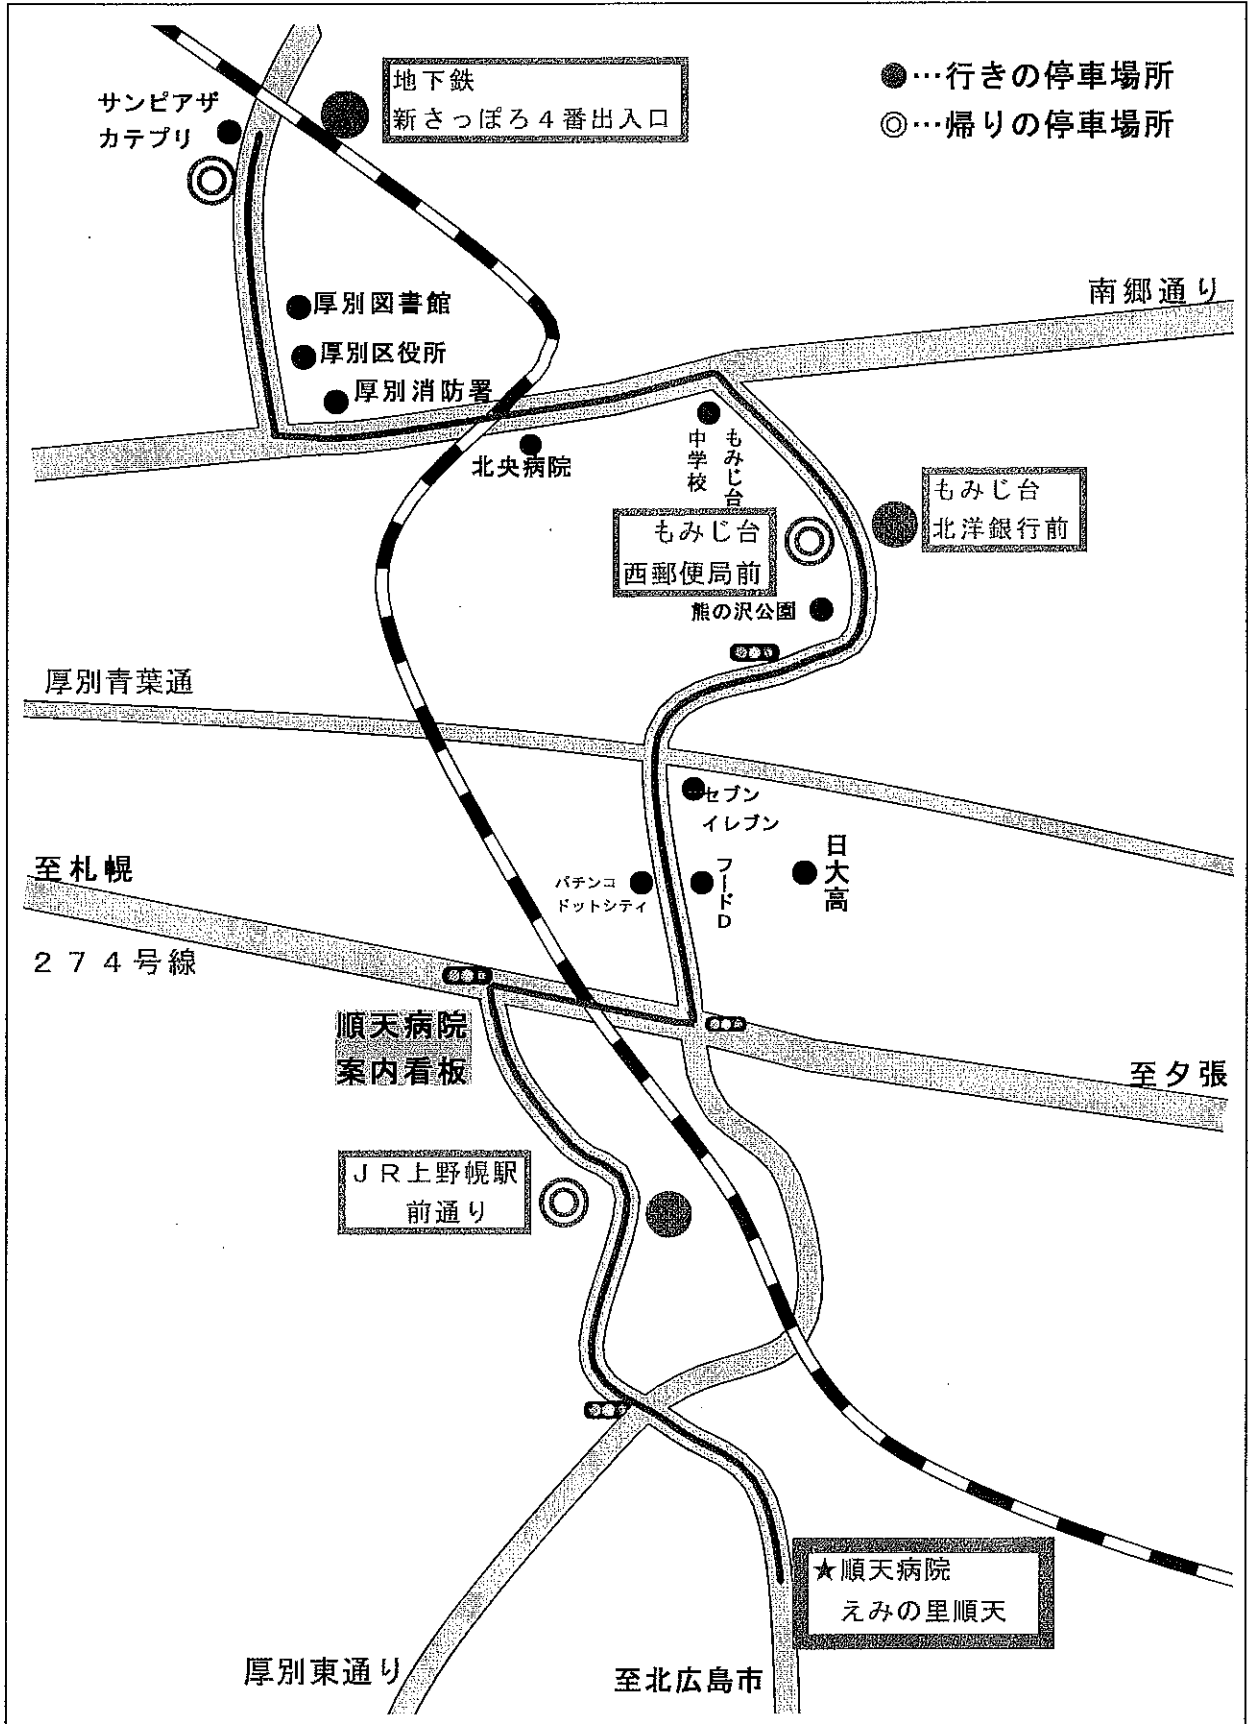 地下鉄
新さっぽろ4番出入口
●…行きの停車場所
◎…帰りの停車場所
サンピアザ
カテプリ
厚別図書館
厚別区役所
厚別消防署
南郷通り
北央病院
もみじ台
中学校
もみじ台
北洋銀行前
もみじ台
西郵便局前
熊の沢公園
厚別青葉通
セブン
イレブン
至札幌
パチンコ
ドットシティ
フードD
日大高
274号線
順天病院
案内看板
至夕張
JR上野幌駅
前通り
★順天病院
えみの里順天
厚別東通り
至北広島市